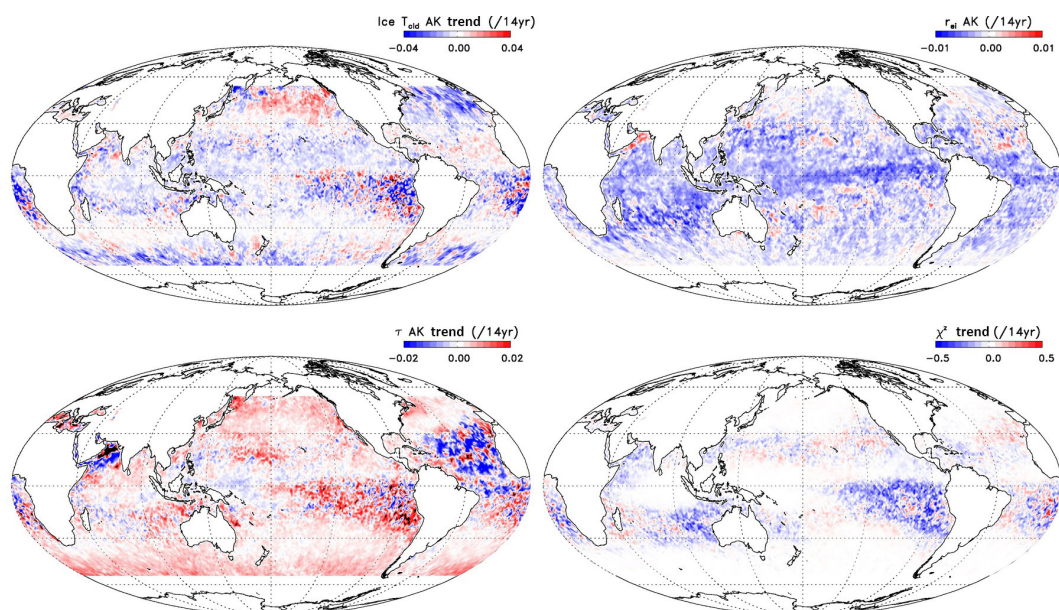 Ice T_cld AK trend (/14yr)
-0.04 0.00 0.04
r_ei AK (/14yr)
-0.01 0.00 0.01
τ AK trend (/14yr)
-0.02 0.00 0.02
χ² trend (/14yr)
-0.5 0.0 0.5